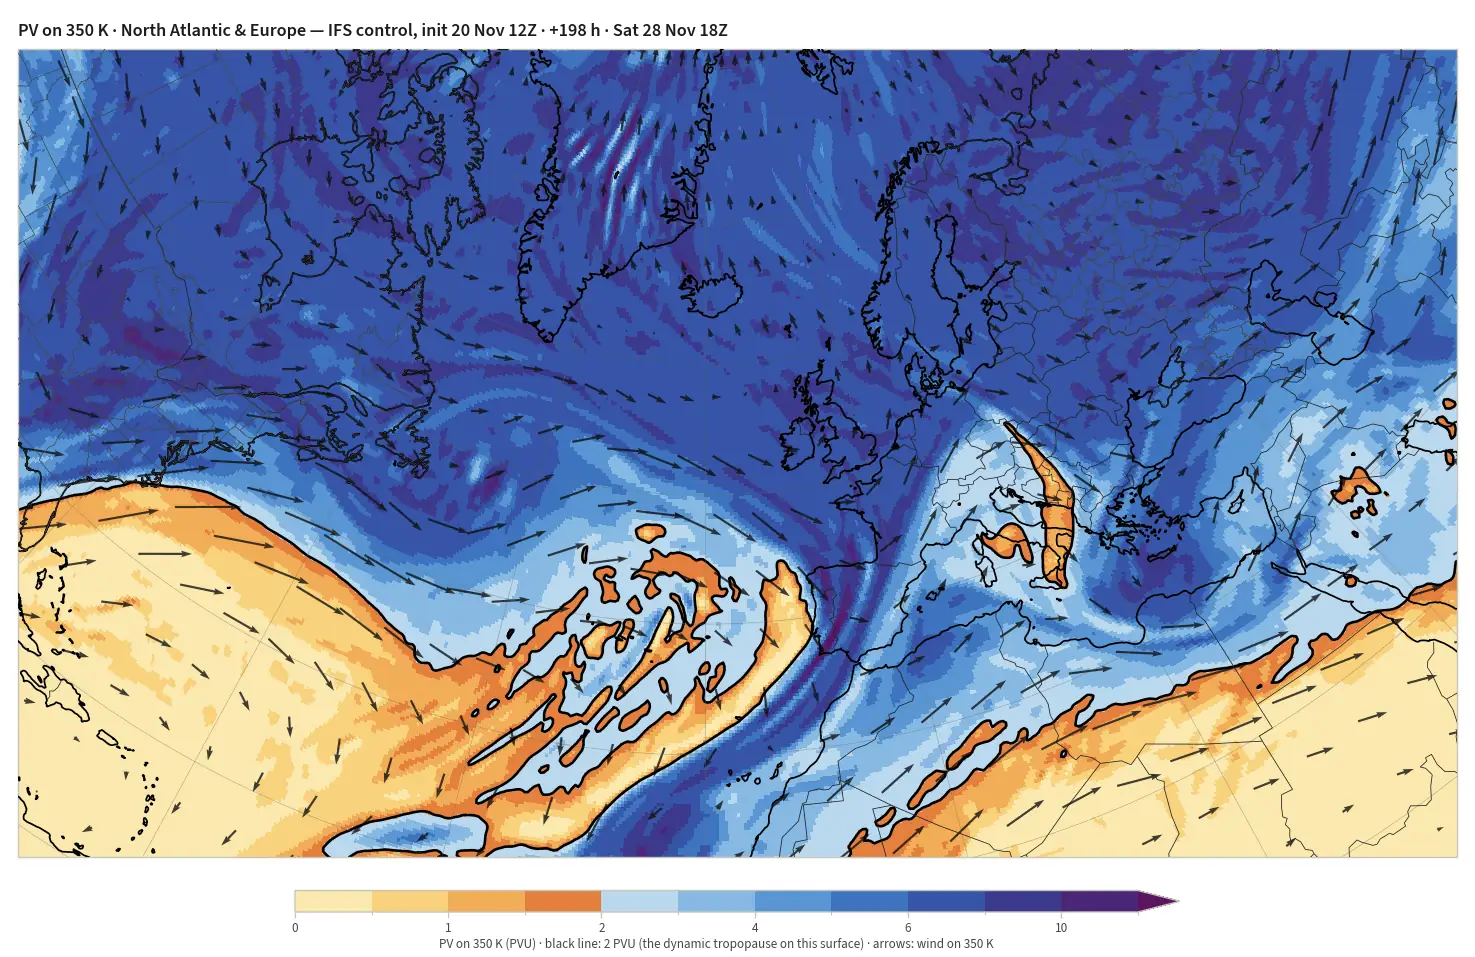 PV on 350 K · North Atlantic & Europe — IFS control, init 20 Nov 12Z · +198 h · Sat 28 Nov 18Z
0 1 2 4 6 10
PV on 350 K (PVU) · black line: 2 PVU (the dynamic tropopause on this surface) · arrows: wind on 350 K